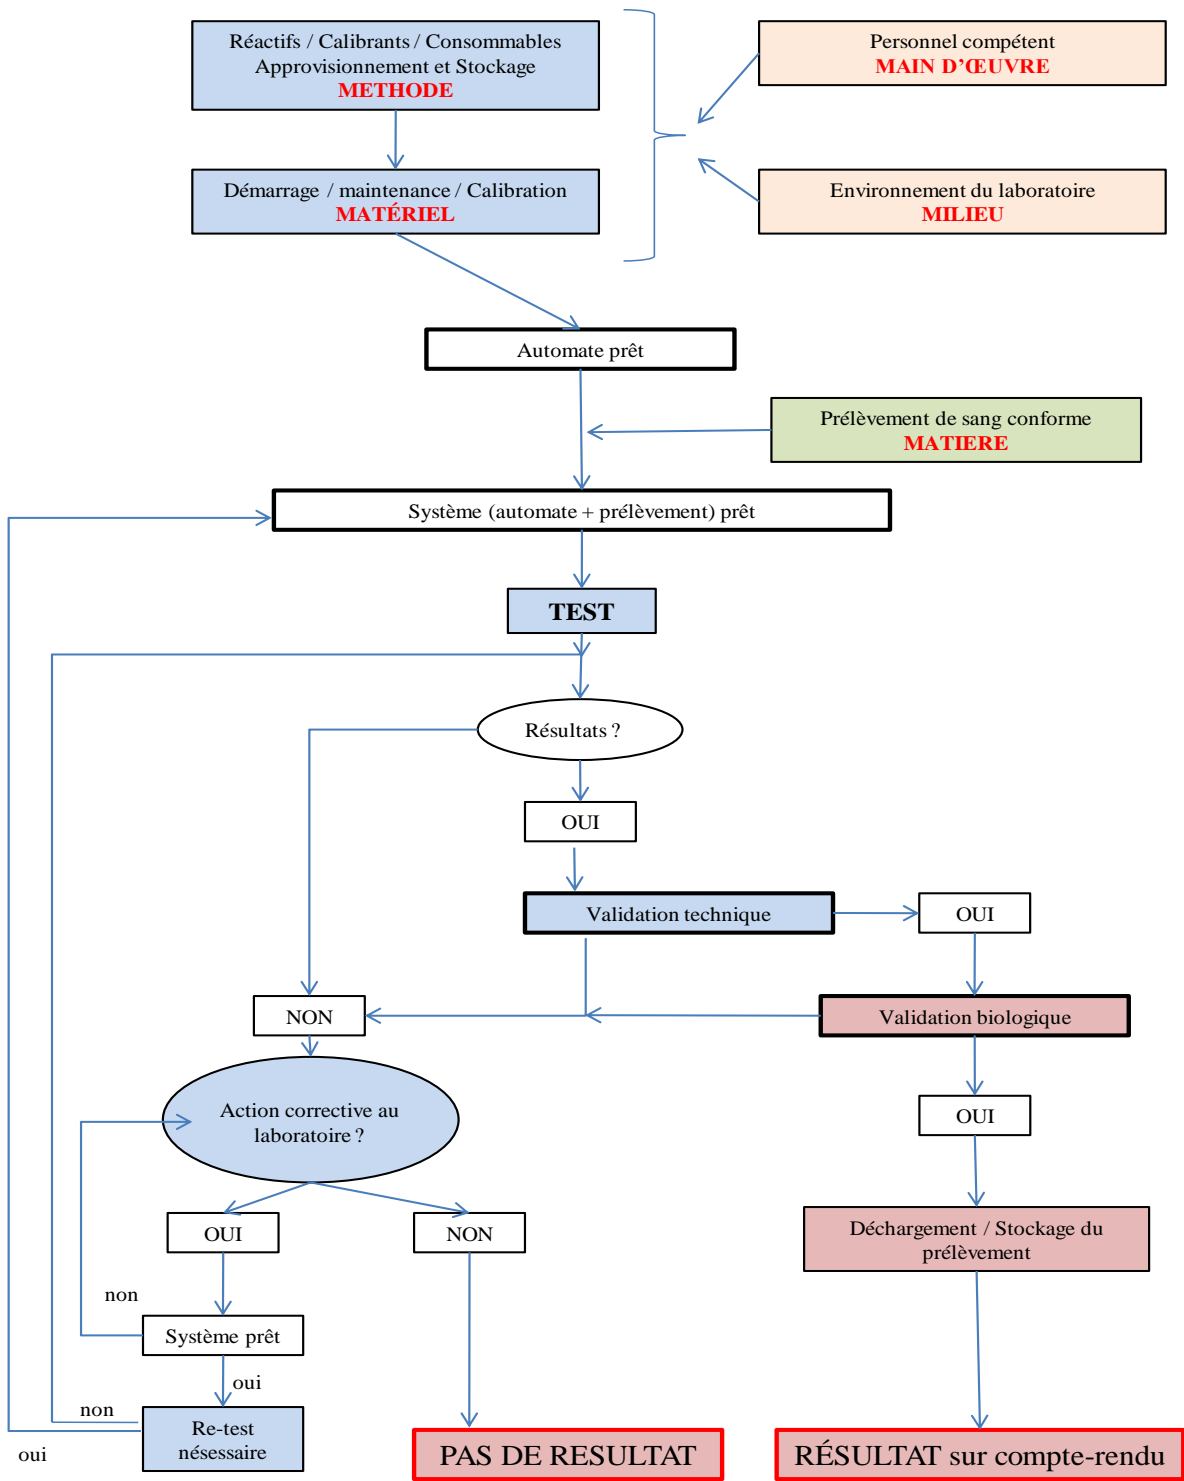 Réactifs / Calibrants / Consommables
Approvisionnement et Stockage
METHODE
Personnel compétent
MAIN D'ŒUVRE
Démarrage / maintenance / Calibration
MATÉRIEL
Environnement du laboratoire
MILIEU
Automate prêt
Prélèvement de sang conforme
MATIERE
Système (automate + prélèvement) prêt
TEST
Résultats ?
OUI
Validation technique
OUI
NON
Validation biologique
Action corrective au
laboratoire ?
OUI
OUI
NON
Déchargement / Stockage du
prélèvement
non
Système prêt
oui
non
Re-test
nésessaire
oui
PAS DE RESULTAT
RÉSULTAT sur compte-rendu